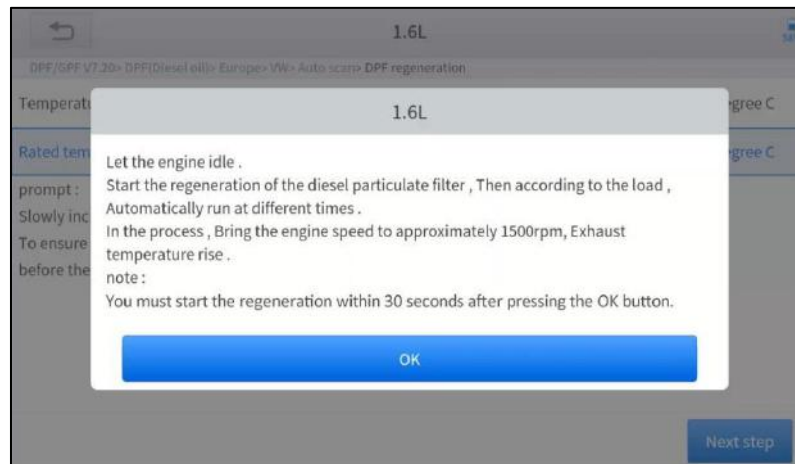 1.6L
DPF/GPF V7.20> DPF(Diesel oil)> Europe> VW> Auto scan> DPF regeneration
Temperatu
gree C
1.6L
Rated tem
gree C
Let the engine idle .
prompt :
Start the regeneration of the diesel particulate filter , Then according to the load ,
Slowly inc
Automatically run at different times .
To ensure
In the process , Bring the engine speed to approximately 1500rpm, Exhaust
before the
temperature rise .
note :
You must start the regeneration within 30 seconds after pressing the OK button.
OK
Next step